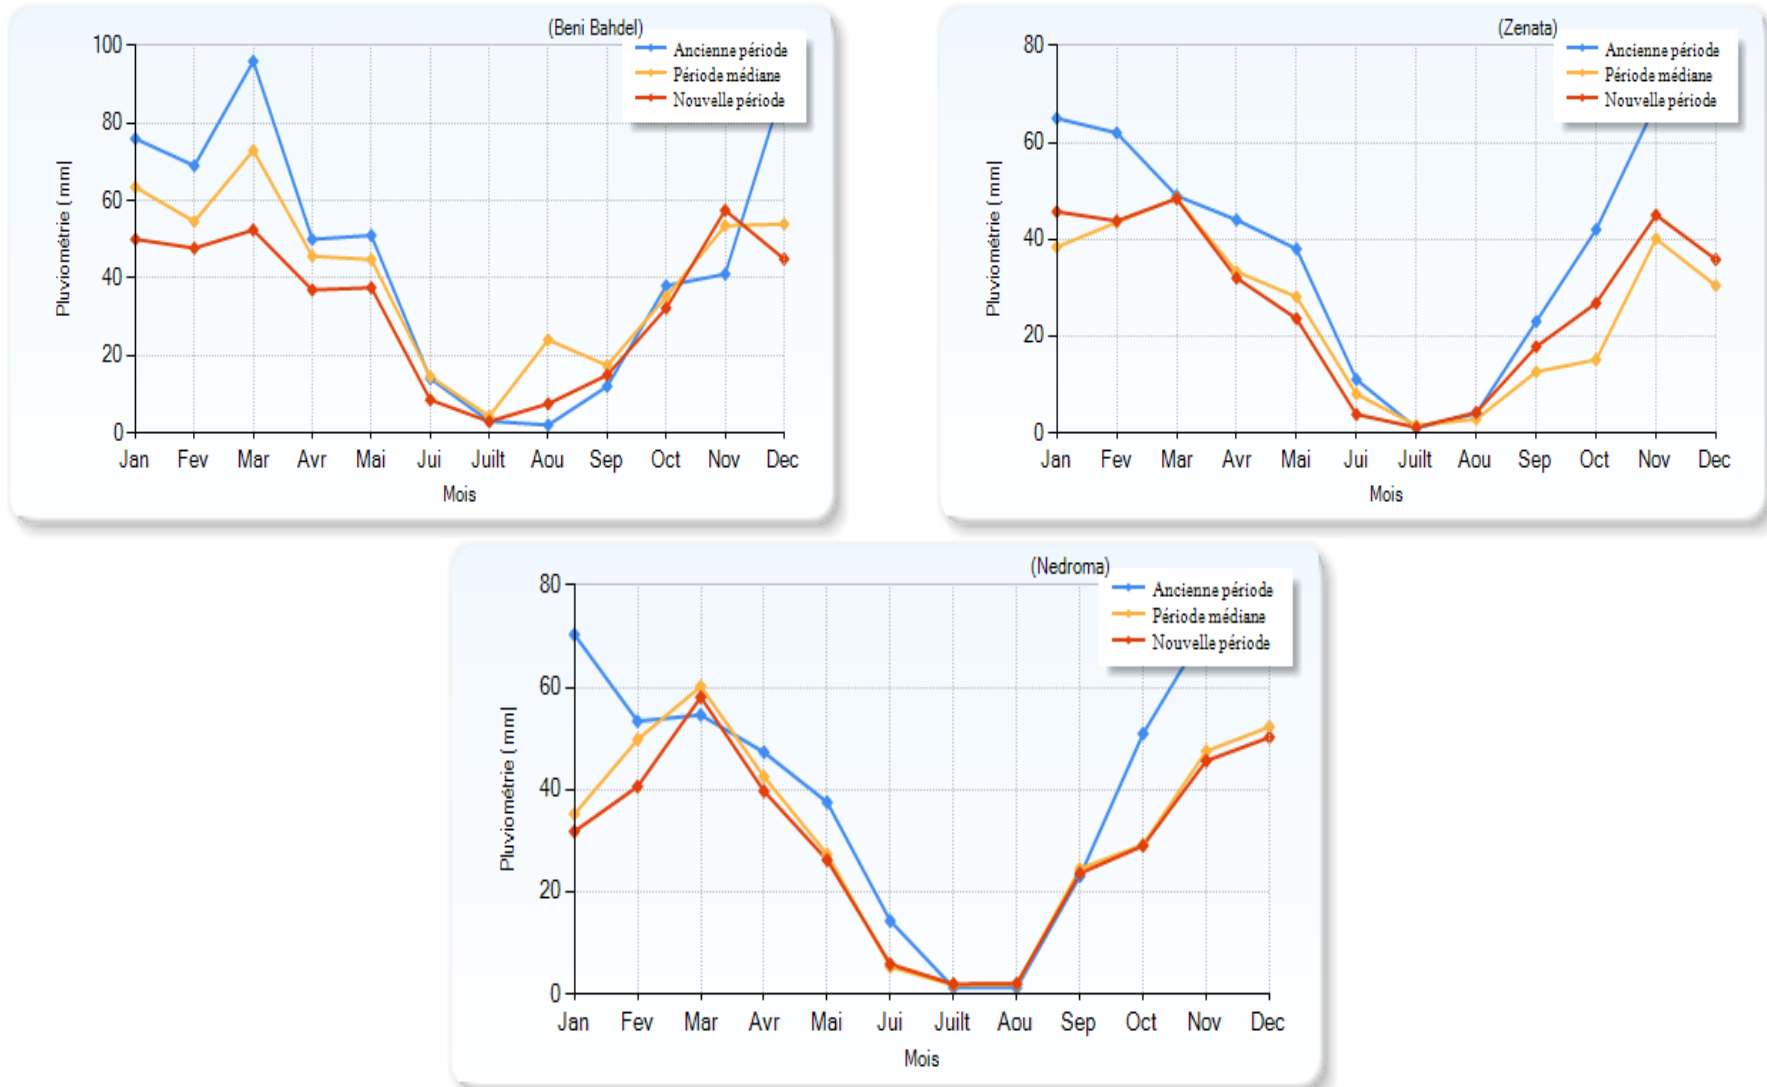 (Beni Bahdel)
Ancienne période
Période médiane
Nouvelle période
100
80
60
40
20
0
Pluviométrie ( mm|
Jan Fev Mar Avr Mai Jui Juilt Aou Sep Oct Nov Dec
Mois
(Zenata)
Ancienne période
Période médiane
Nouvelle période
80
60
40
20
0
Pluviométrie ( mm|
Jan Fev Mar Avr Mai Jui Juilt Aou Sep Oct Nov Dec
Mois
(Nedroma)
Ancienne période
Période médiane
Nouvelle période
80
60
40
20
0
Pluviométrie ( mm|
Jan Fev Mar Avr Mai Jui Juilt Aou Sep Oct Nov Dec
Mois